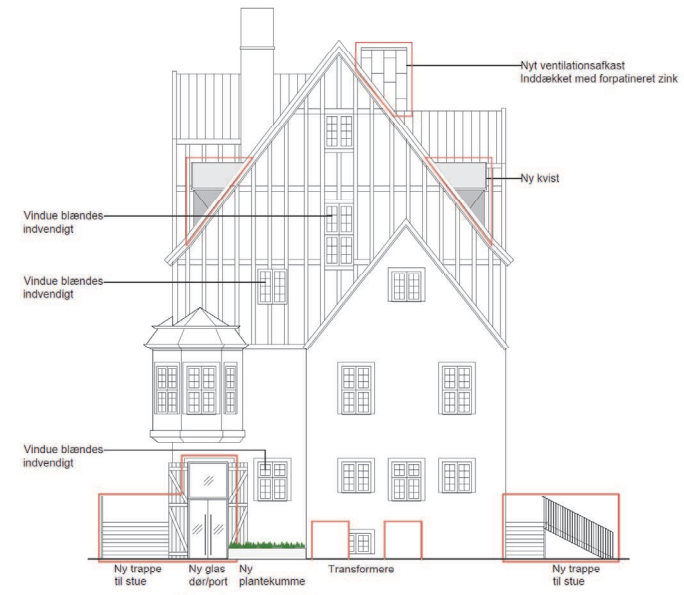 Nyt ventilationsafkast
Inddækket med forpatineret zink
Ny kvist
Vindue blændes
indvendigt
Vindue blændes
indvendigt
Vindue blændes
indvendigt
Ny trappe
til stue
Ny glas
dør/port
Ny
plantekumme
Transformere
Ny trappe
til stue